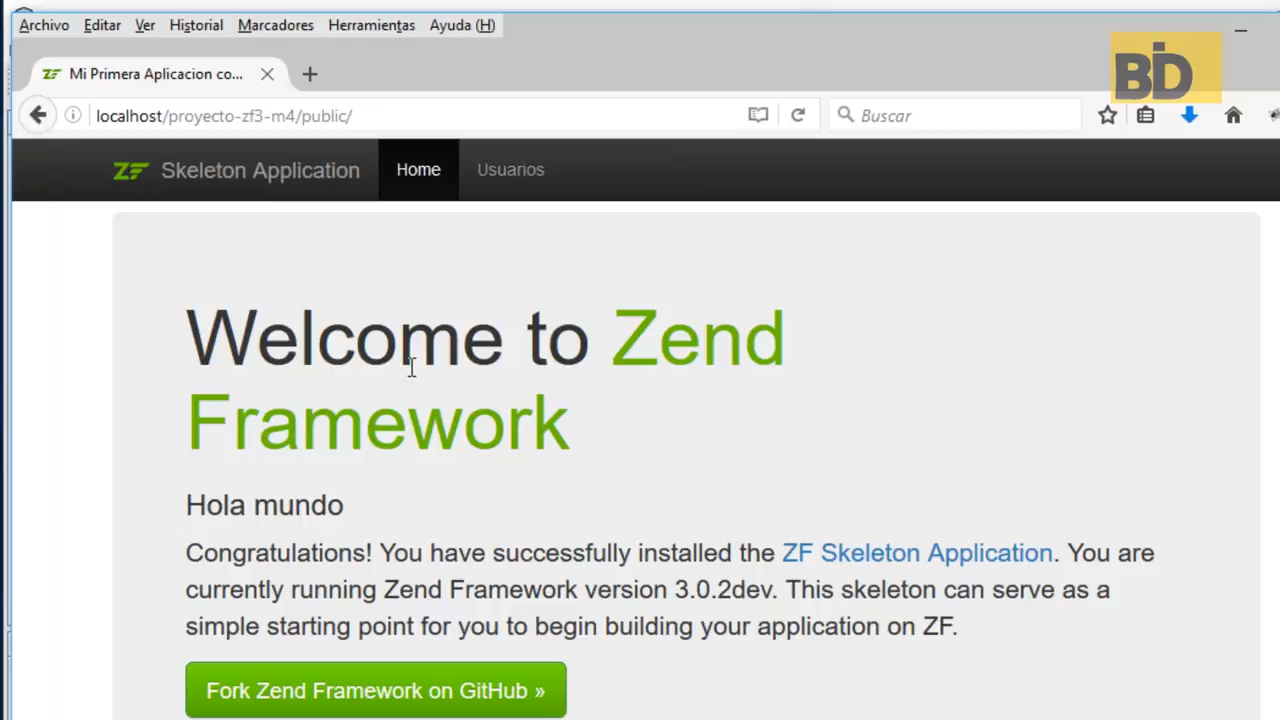 Archivo Editar Ver Historial Marcadores Herramientas Ayuda (H)
BID
ZF Mi Primera Aplicacion co...
localhost/proyecto-zf3-m4/public/
Buscar
ZF Skeleton Application Home Usuarios
Welcome to Zend
Framework
Hola mundo
Congratulations! You have successfully installed the ZF Skeleton Application. You are
currently running Zend Framework version 3.0.2dev. This skeleton can serve as a
simple starting point for you to begin building your application on ZF.
Fork Zend Framework on GitHub »